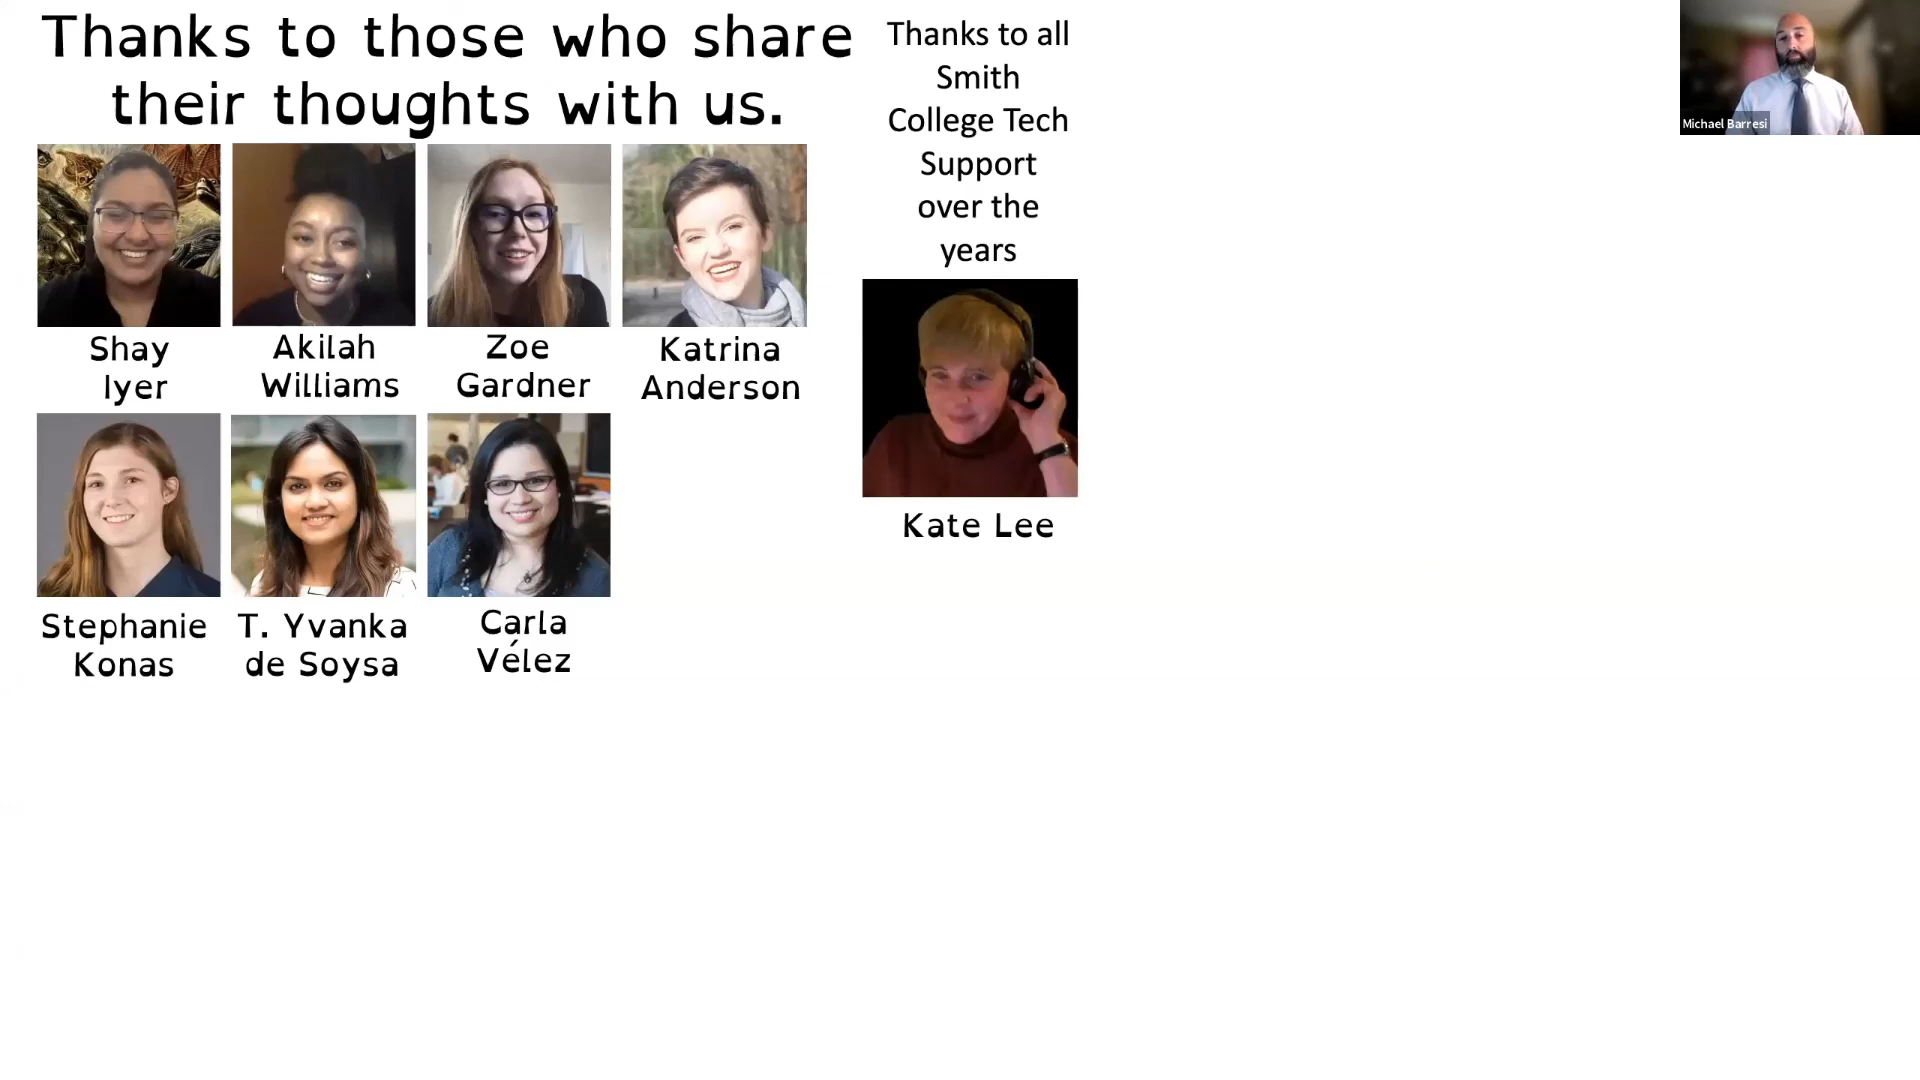 Thanks to those who share
their thoughts with us.
Shay
Iyer
Akilah
Williams
Zoe
Gardner
Katrina
Anderson
Stephanie
Konas
T. Yvanka
de Soysa
Carla
Vélez
Thanks to all
Smith
College Tech
Support
over the
years
Kate Lee
Michael Barresi